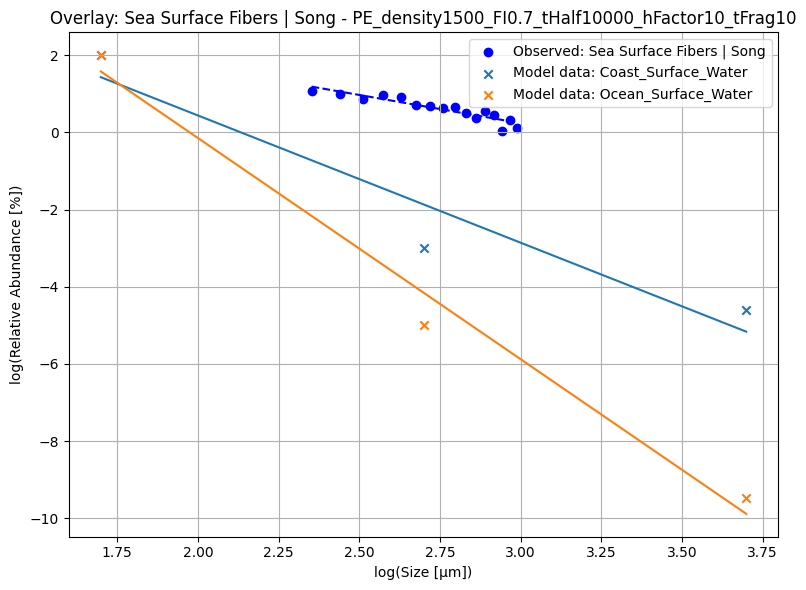 Overlay: Sea Surface Fibers | Song - PE_density1500_FI0.7_tHalf10000_hFactor10_tFrag10
Observed: Sea Surface Fibers | Song
Model data: Coast_Surface_Water
Model data: Ocean_Surface_Water
log(Relative Abundance [%])
2
0
−2
−4
−6
−8
−10
1.75 2.00 2.25 2.50 2.75 3.00 3.25 3.50 3.75
log(Size [μm])